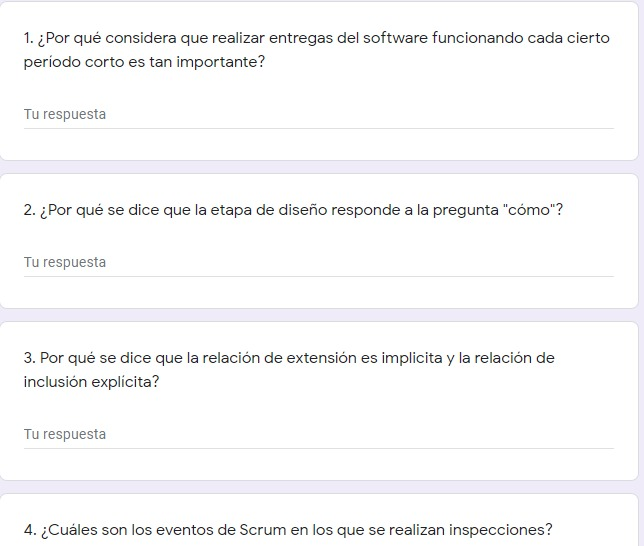 1. ¿Por qué considera que realizar entregas del software funcionando cada cierto
período corto es tan importante?
Tu respuesta
2. ¿Por qué se dice que la etapa de diseño responde a la pregunta "cómo"?
Tu respuesta
3. Por qué se dice que la relación de extensión es implicita y la relación de
inclusión explícita?
Tu respuesta
4. ¿Cuáles son los eventos de Scrum en los que se realizan inspecciones?